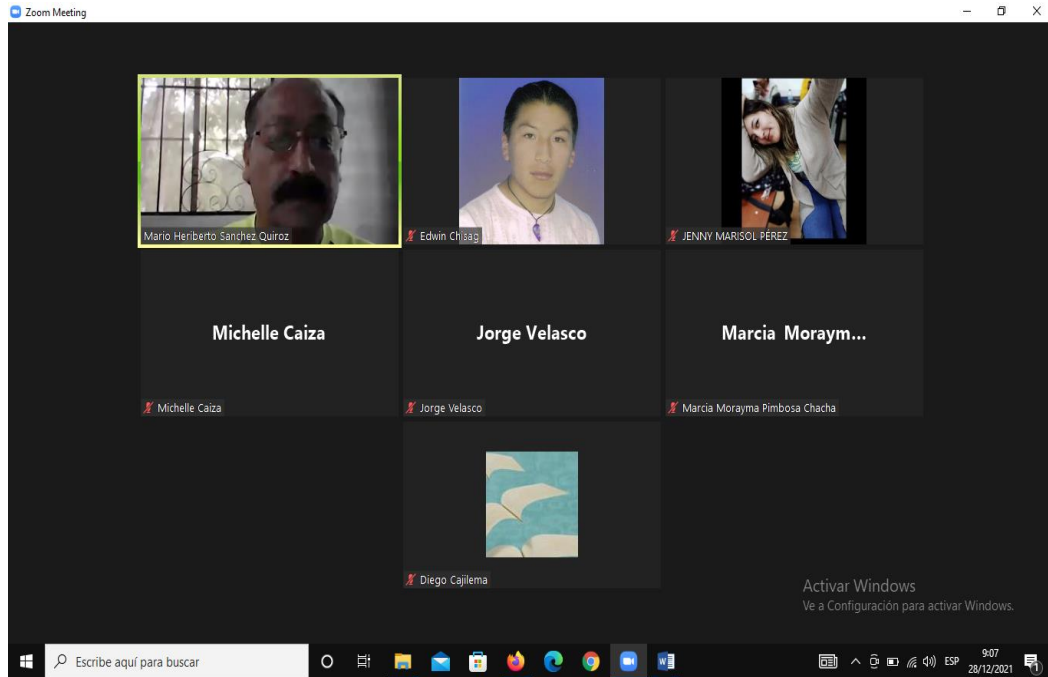 Zoom Meeting
Mario Heriberto Sanchez Quiroz
Edwin Chisag
JENNY MARISOL PÉREZ
Michelle Caiza
Jorge Velasco
Marcia Moraym...
Michelle Caiza
Jorge Velasco
Marcia Morayma Pimbosa Chacha
Diego Cajilema
Activar Windows
Ve a Configuración para activar Windows.
Escribe aquí para buscar
ESP
9:07
28/12/2021
1